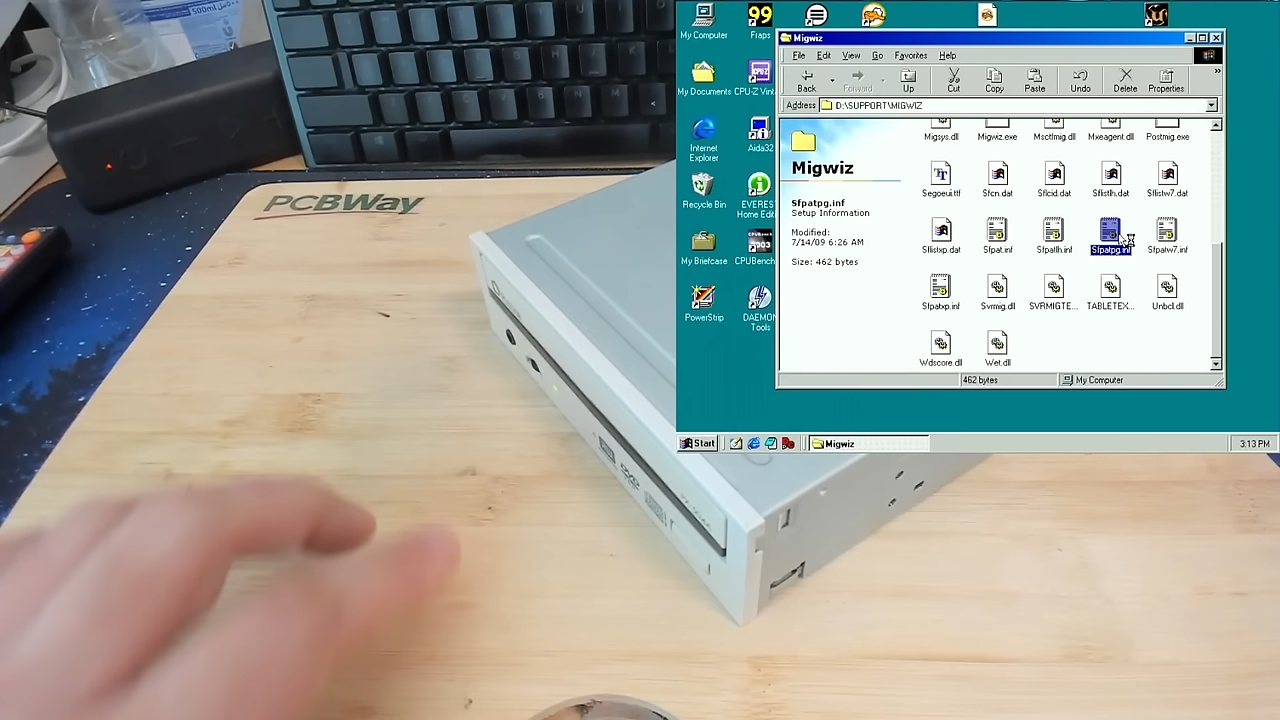 PCBWay
500ml
My Computer
Fraps
My Documents
CPU-Z Vint
Internet
Explorer
Aida32
Recycle Bin
EVEREST
Home Edit
My Briefcase
CPUBench
PowerStrip
DAEMON
Tools
Migwiz
File Edit View Go Favorites Help
Back Forward Up Cut Copy Paste Undo Delete Properties
Address D:\SUPPORT\MIGWIZ
Migwiz
Sfpatpg.inf
Setup Information
Modified:
7/14/09 6:26 AM
Size: 462 bytes
Migsys.dll Migwiz.exe Msctfmig.dll Mxeagent.dll Postmig.exe
Segoeui.ttf Sfcn.dat Sflcid.dat Sflistlh.dat Sflistw7.dat
Sflistxp.dat Sfpat.inf Sfpatlh.inf Sfpatpg.inf Sfpatw7.inf
Sfpatxp.inf Svrmig.dll SVRMIGTE... TABLETEX... Unbcl.dll
Wdscore.dll Wet.dll
462 bytes My Computer
Start Migwiz 3:13 PM